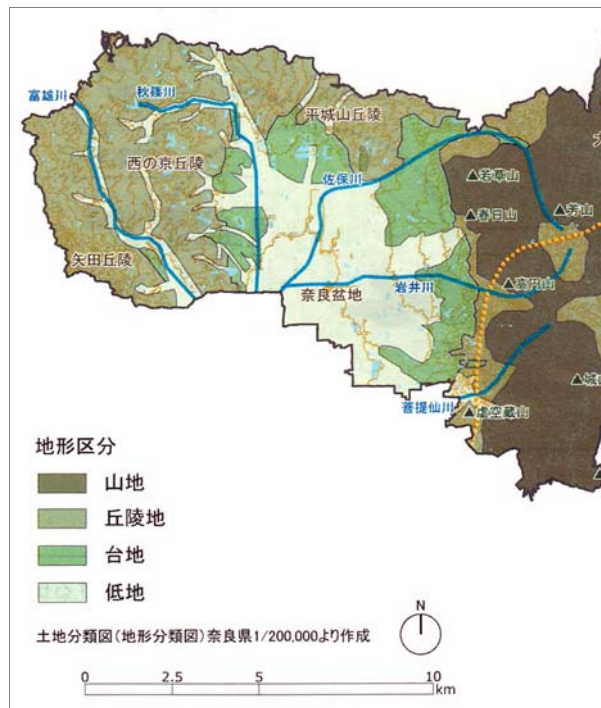 富雄川
秋篠川
平城山丘陵
西の京丘陵
佐保川
▲若草山
▲春日山
▲芳山
矢田丘陵
奈良盆地
岩井川
▲高円山
▲城
菩提仙川
▲虚空蔵山
地形区分
山地
丘陵地
台地
低地
土地分類図(地形分類図)奈良県1/200,000より作成
N
0 2.5 5 10
km